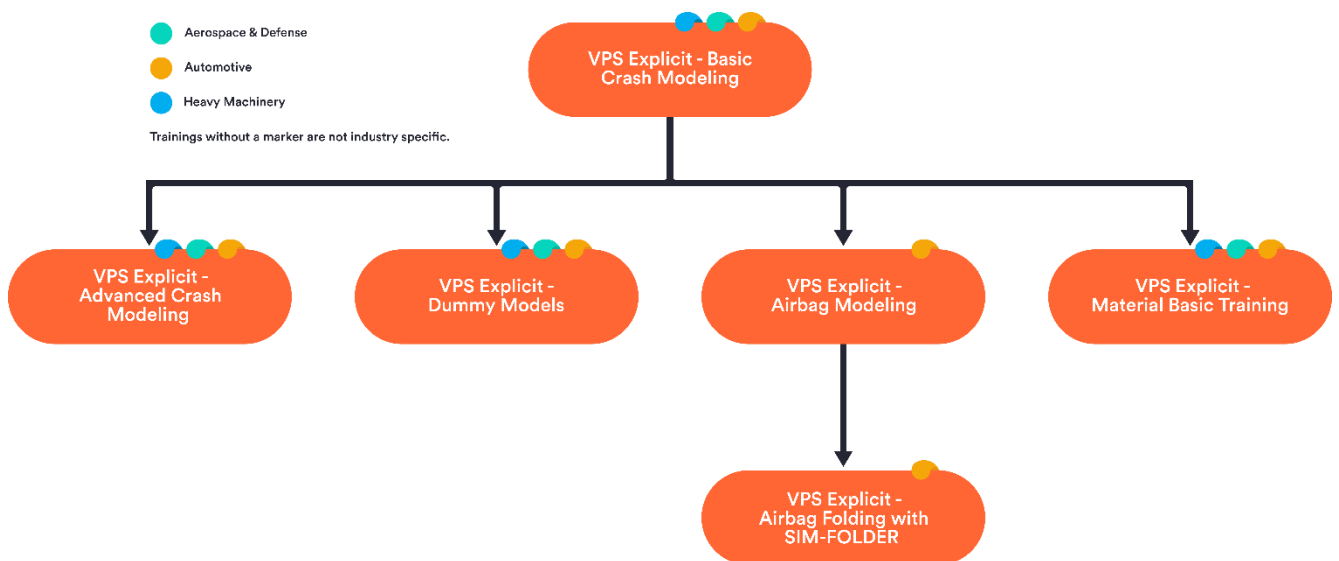 Aerospace & Defense
Automotive
Heavy Machinery
Trainings without a marker are not industry specific.
VPS Explicit - Basic
Crash Modeling
VPS Explicit -
Advanced Crash
Modeling
VPS Explicit -
Dummy Models
VPS Explicit -
Airbag Modeling
VPS Explicit -
Material Basic Training
VPS Explicit -
Airbag Folding with
SIM-FOLDER